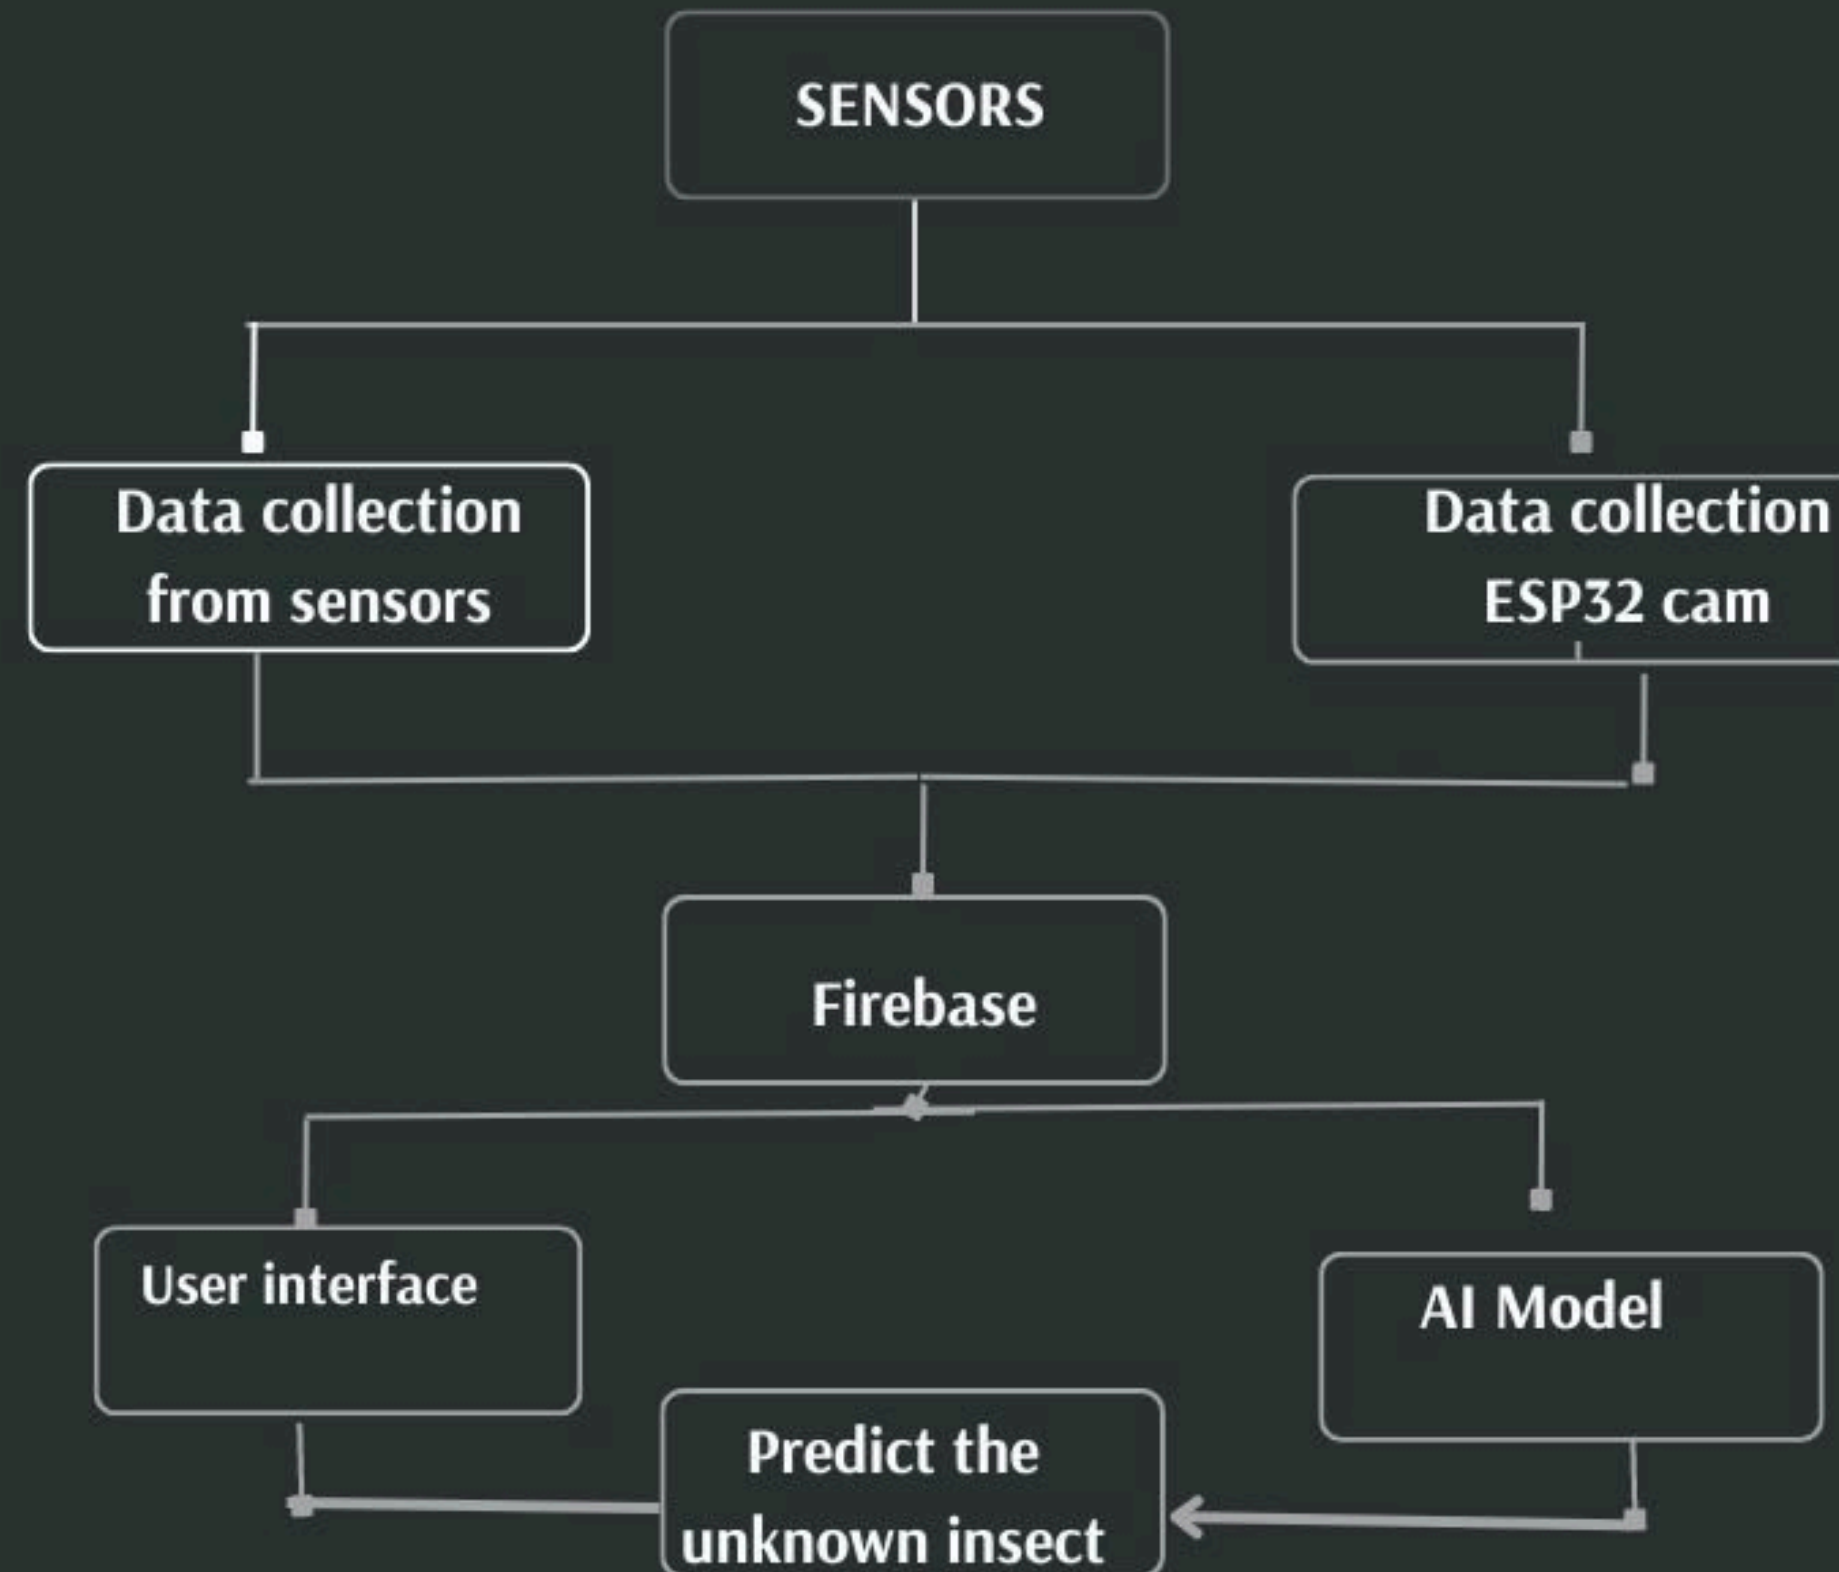 SENSORS
Data collection
from sensors
Data collection
ESP32 cam
Firebase
User interface
AI Model
Predict the
unknown insect